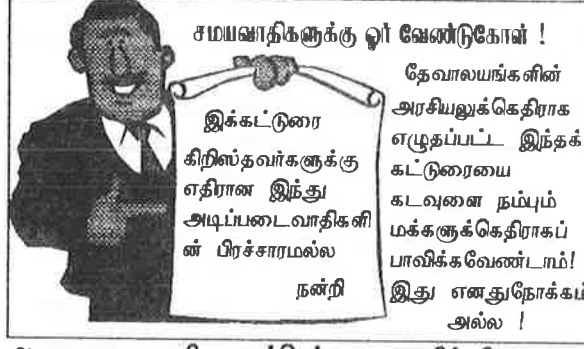 சமயவாதிகளுக்கு ஓர் வேண்டுகோள் !
இக்கட்டுரை
கிறிஸ்தவர்களுக்கு
எதிரான இந்து
அடிப்படைவாதிகளி
ன் பிரச்சாரமல்ல
நன்றி
தேவாலயங்களின்
அரசியலுக்கெதிராக
எழுதப்பட்ட இந்தக்
கட்டுரையை
கடவுளை நம்பும்
மக்களுக்கெதிராகப்
பாவிக்கவேண்டாம்!
இது எனதுநோக்கம்
அல்ல !